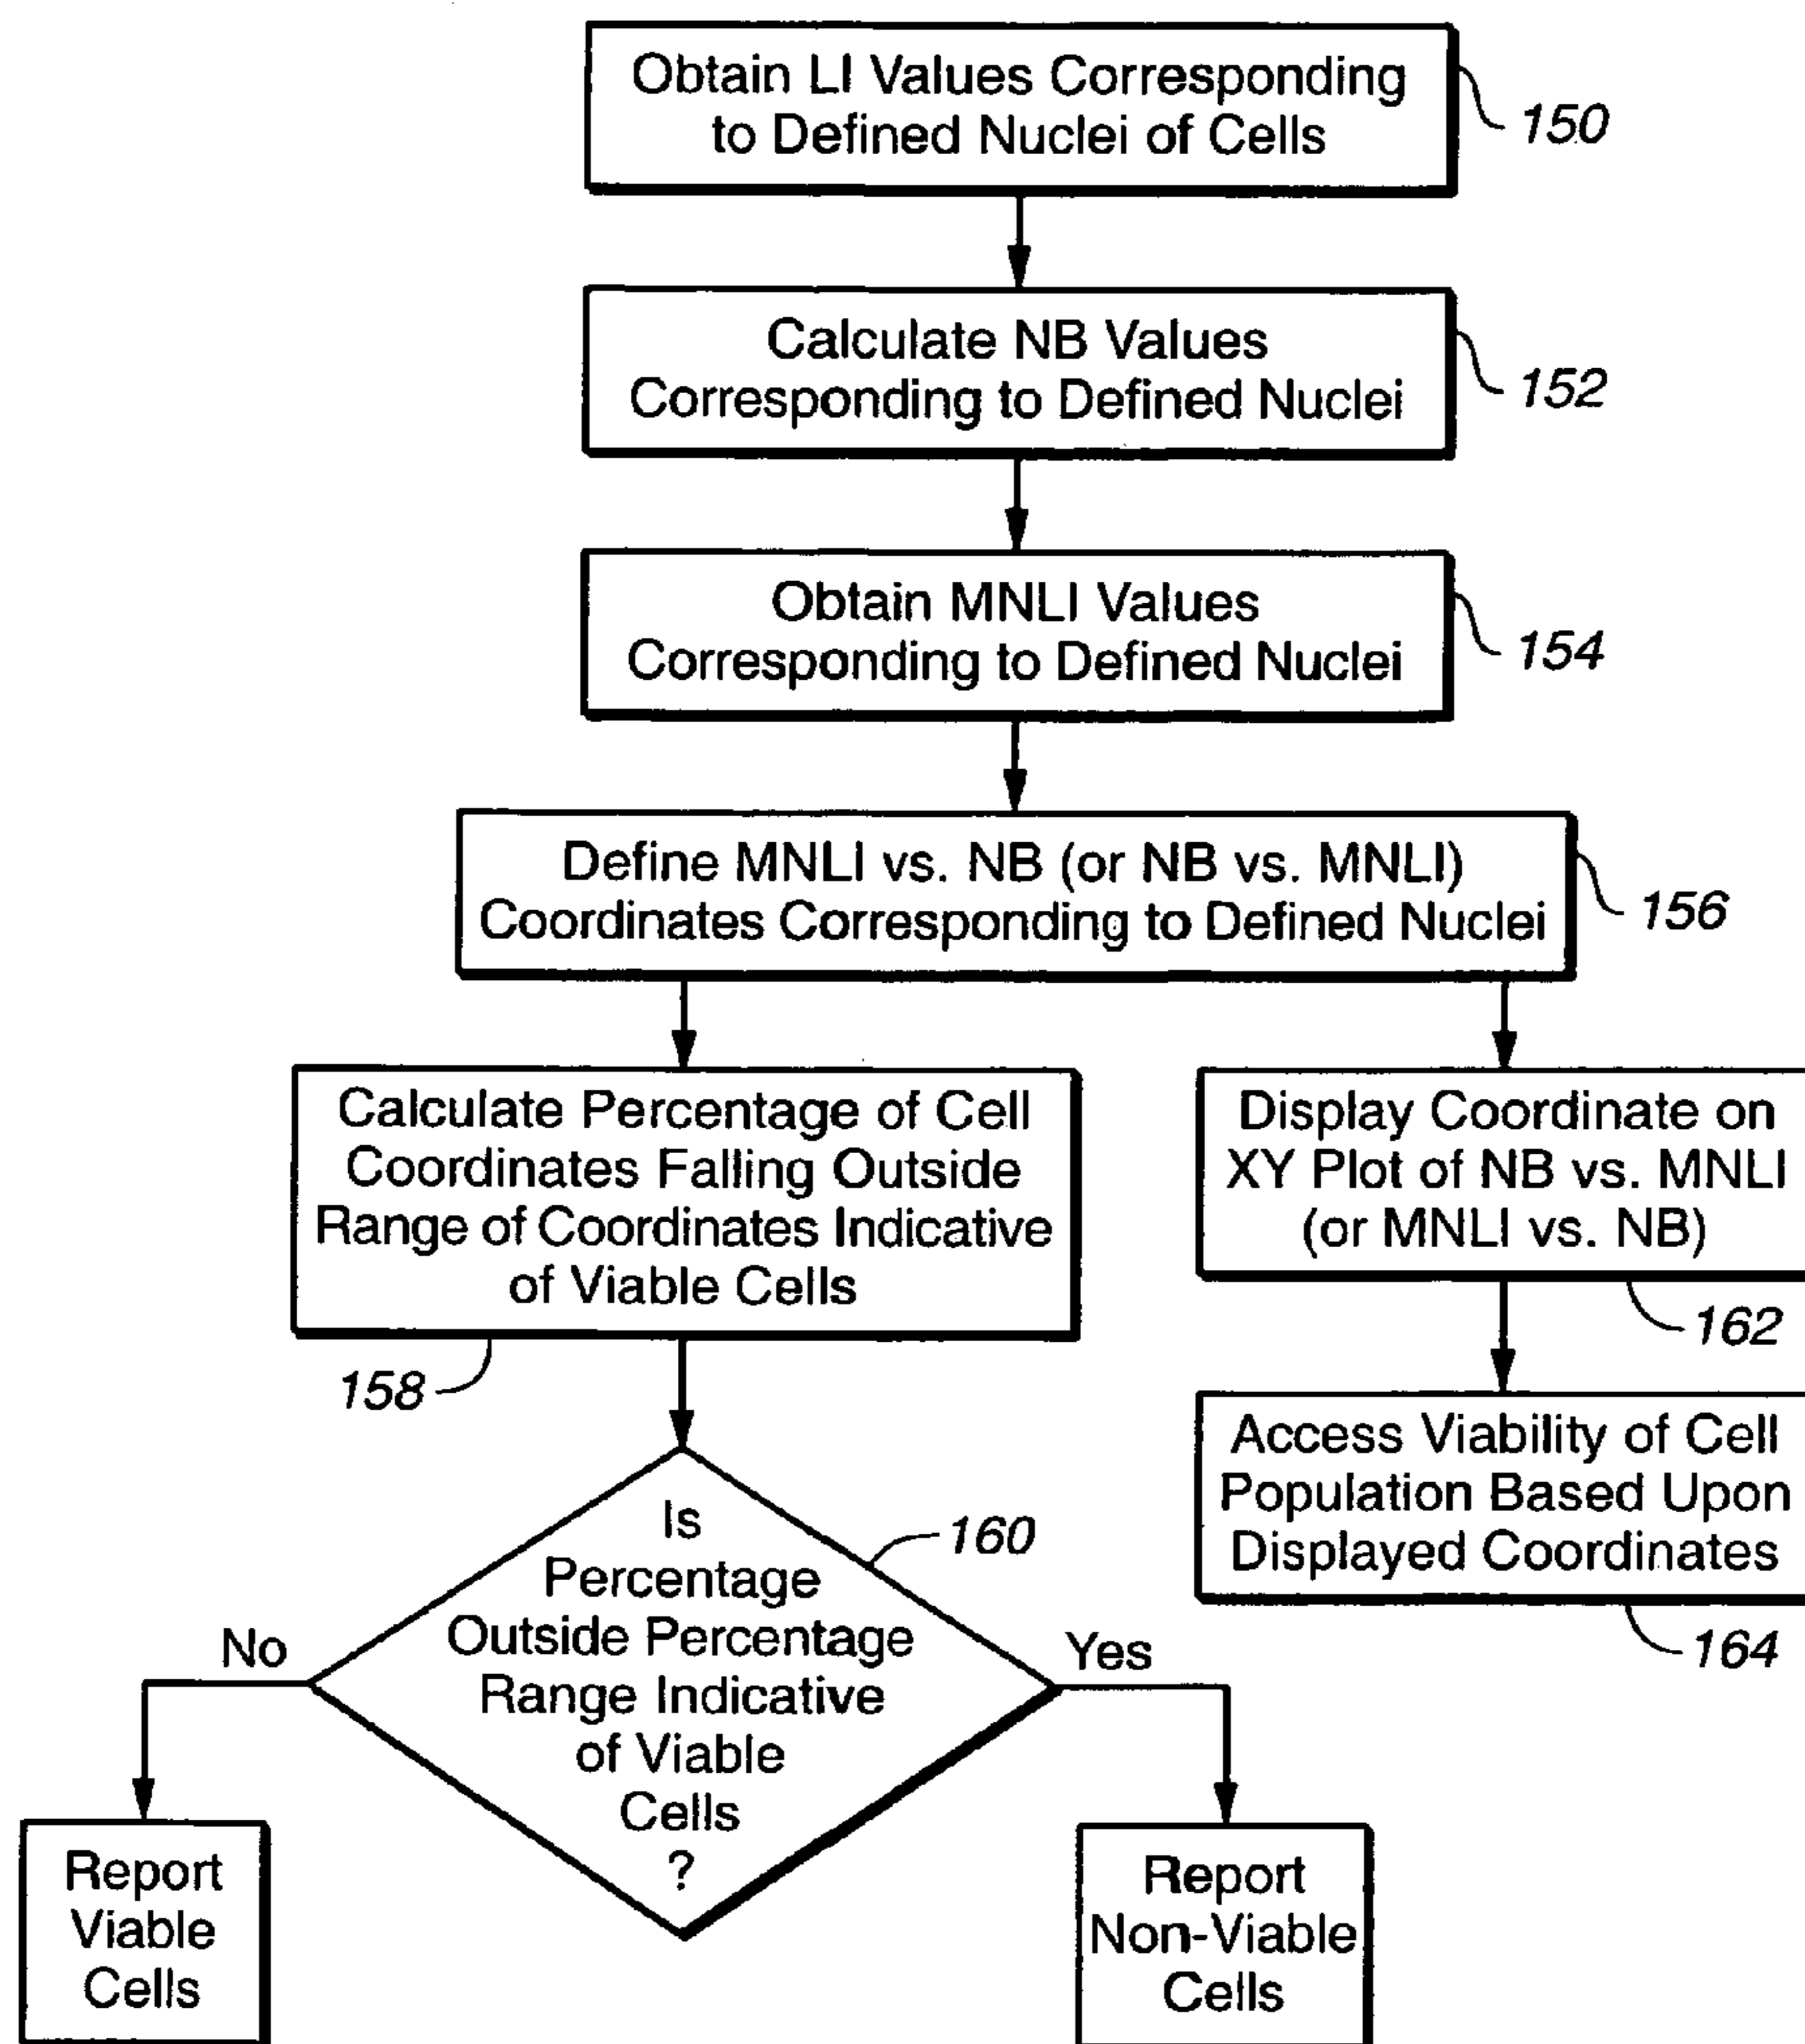 Obtain LI Values Corresponding
to Defined Nuclei of Cells
150
Calculate NB Values
Corresponding to Defined Nuclei
152
Obtain MNLI Values
Corresponding to Defined Nuclei
154
Define MNLI vs. NB (or NB vs. MNLI)
Coordinates Corresponding to Defined Nuclei
156
Calculate Percentage of Cell
Coordinates Falling Outside
Range of Coordinates Indicative
of Viable Cells
158
Display Coordinate on
XY Plot of NB vs. MNLI
(or MNLI vs. NB)
162
Access Viability of Cell
Population Based Upon
Displayed Coordinates
164
Is
Percentage
Outside Percentage
Range Indicative
of Viable
Cells
?
160
No
Yes
Report
Viable
Cells
Report
Non-Viable
Cells